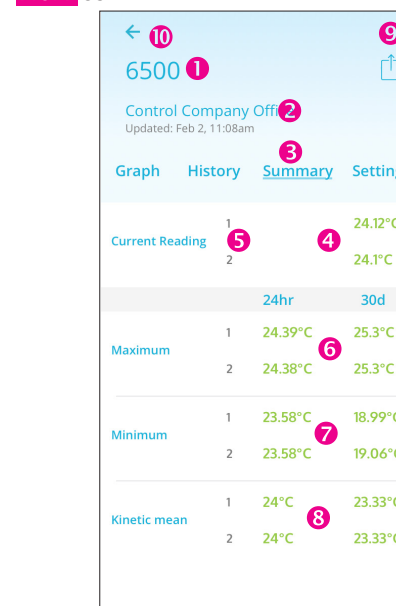 ← 10 9
6500 1
Control Company 2
Updated: Feb 2, 11:08am
3
Graph History Summary
1 24.12°C
Current Reading 5 4
2 24.1°C
24hr 30d
1 24.39°C 25.3°C
Maximum 6
2 24.38°C 25.3°C
1 23.58°C 18.99°C
Minimum 7
2 23.58°C 19.06°C
1 24°C 23.33°C
Kinetic mean 8
2 24°C 23.33°C